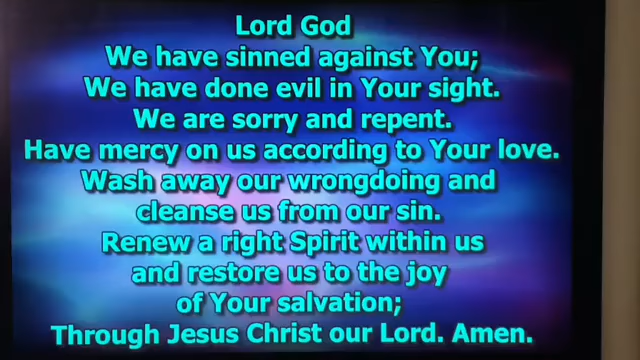 Lord God
We have sinned against You;
We have done evil in Your sight.
We are sorry and repent.
Have mercy on us according to Your love.
Wash away our wrongdoing and
cleanse us from our sin.
Renew a right Spirit within us
and restore us to the joy
of Your salvation;
Through Jesus Christ our Lord. Amen.